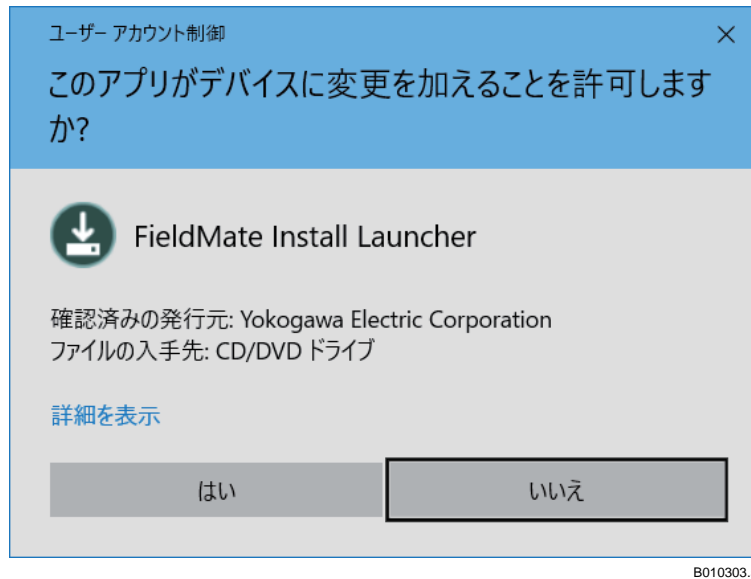 ユーザー アカウント制御
このアプリがデバイスに変更を加えることを許可します
か?
FieldMate Install Launcher
確認済みの発行元: Yokogawa Electric Corporation
ファイルの入手先: CD/DVD ドライブ
詳細を表示
はい
いいえ
B010303.